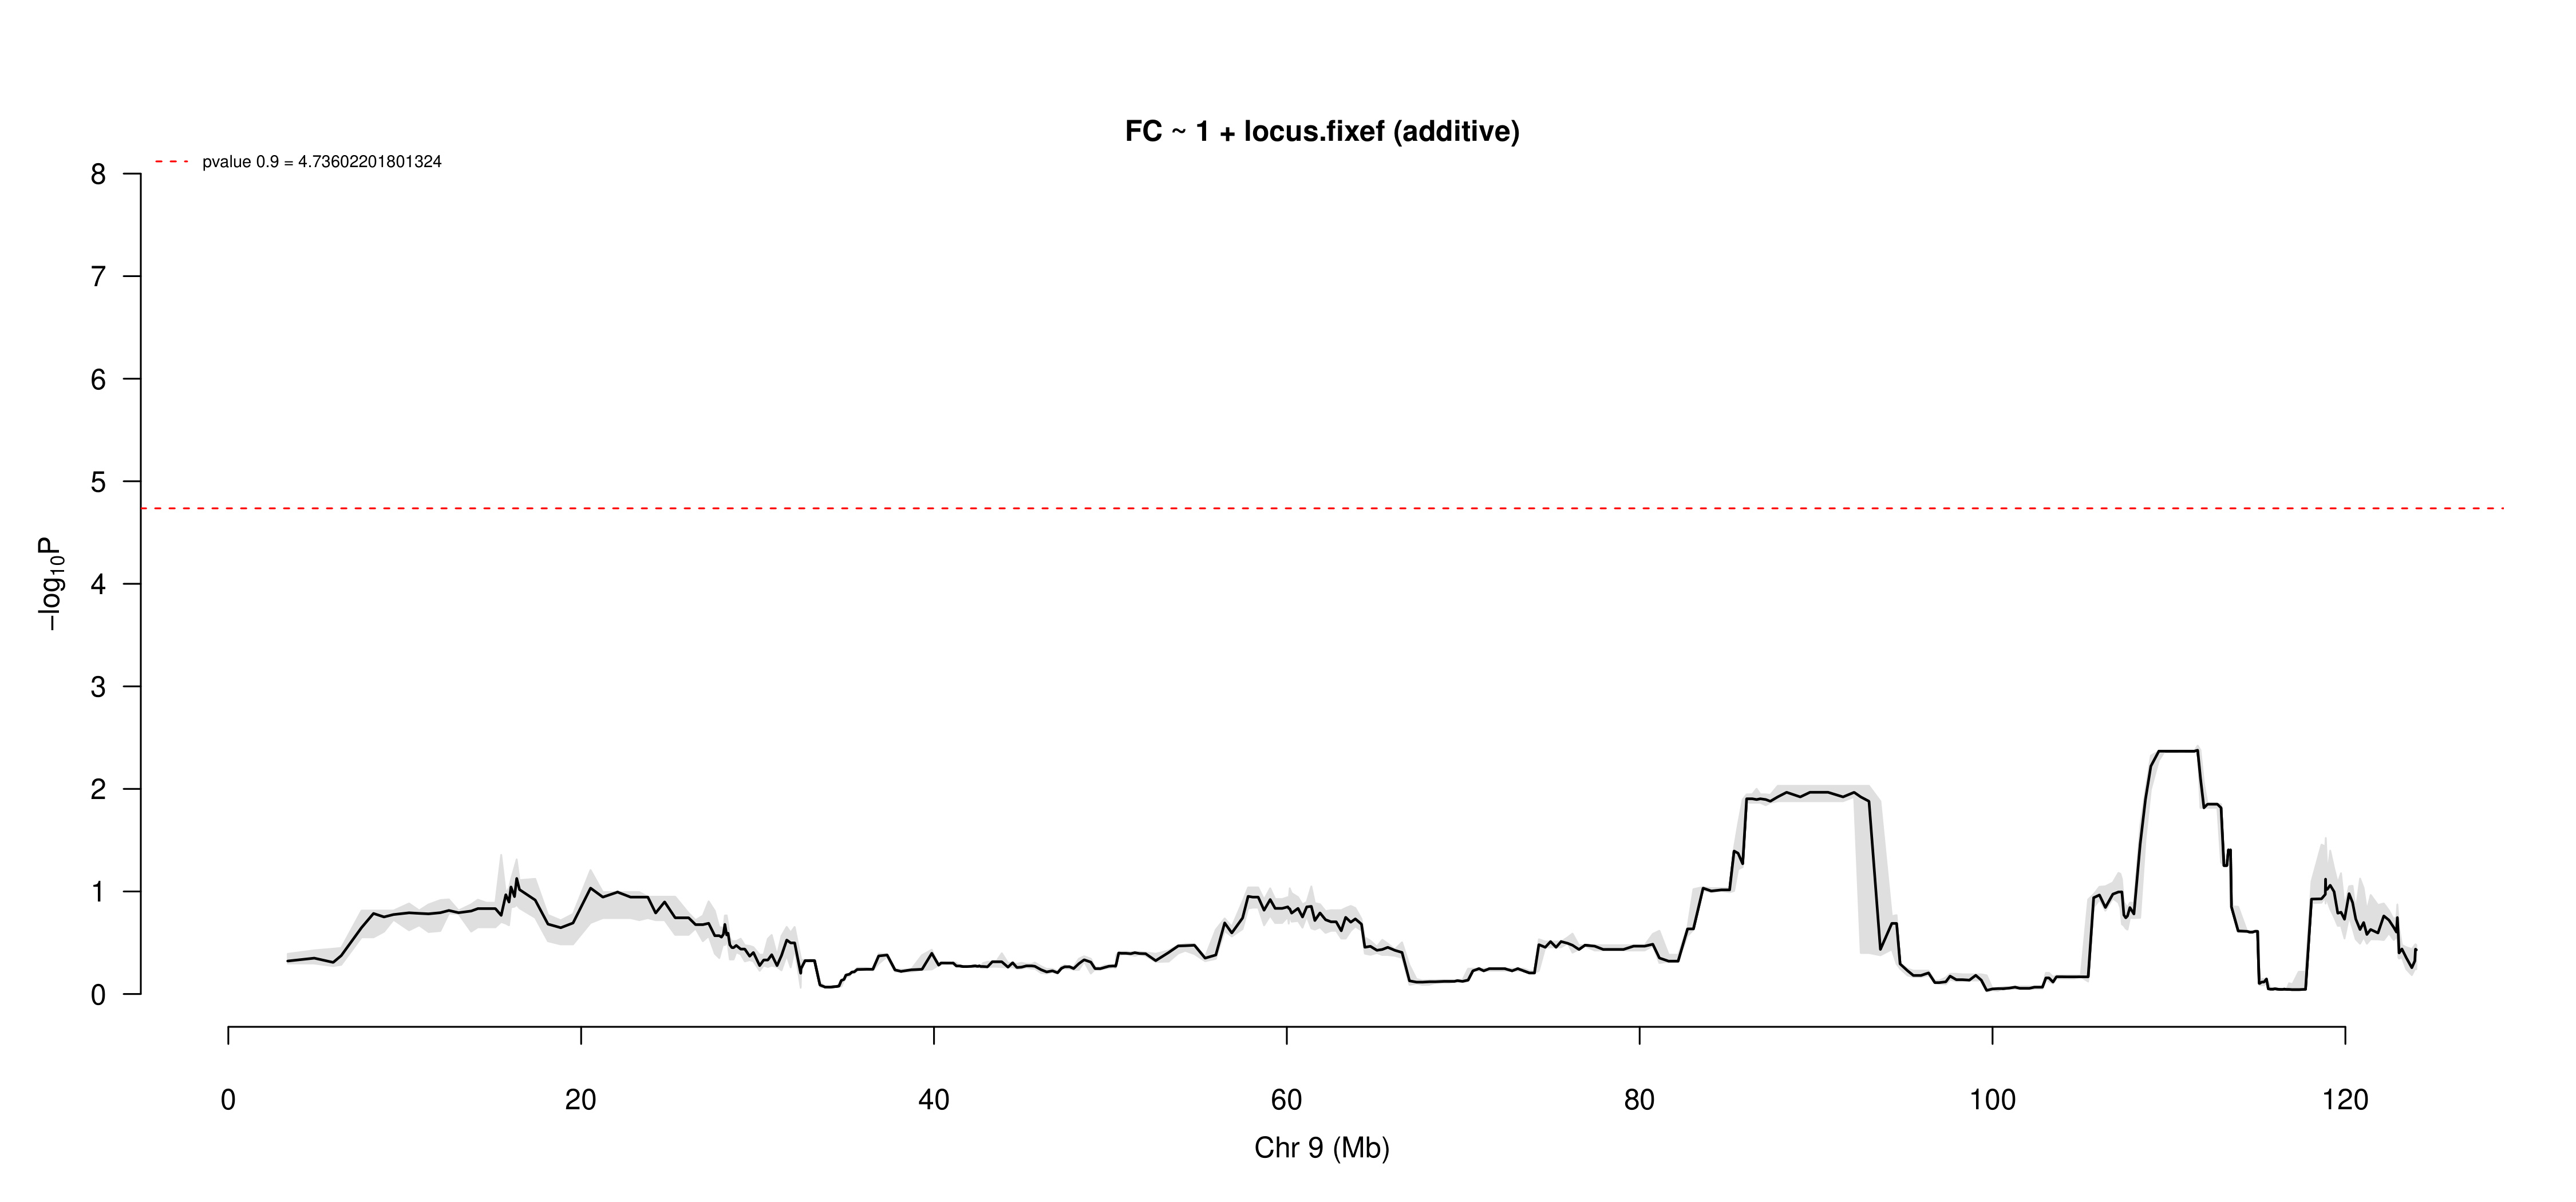 FC ~ 1 + locus.fixef (additive)
pvalue 0.9 = 4.73602201801324
8
7
6
5
4
3
2
1
0
−log10P
0 20 40 60 80 100 120
Chr 9 (Mb)